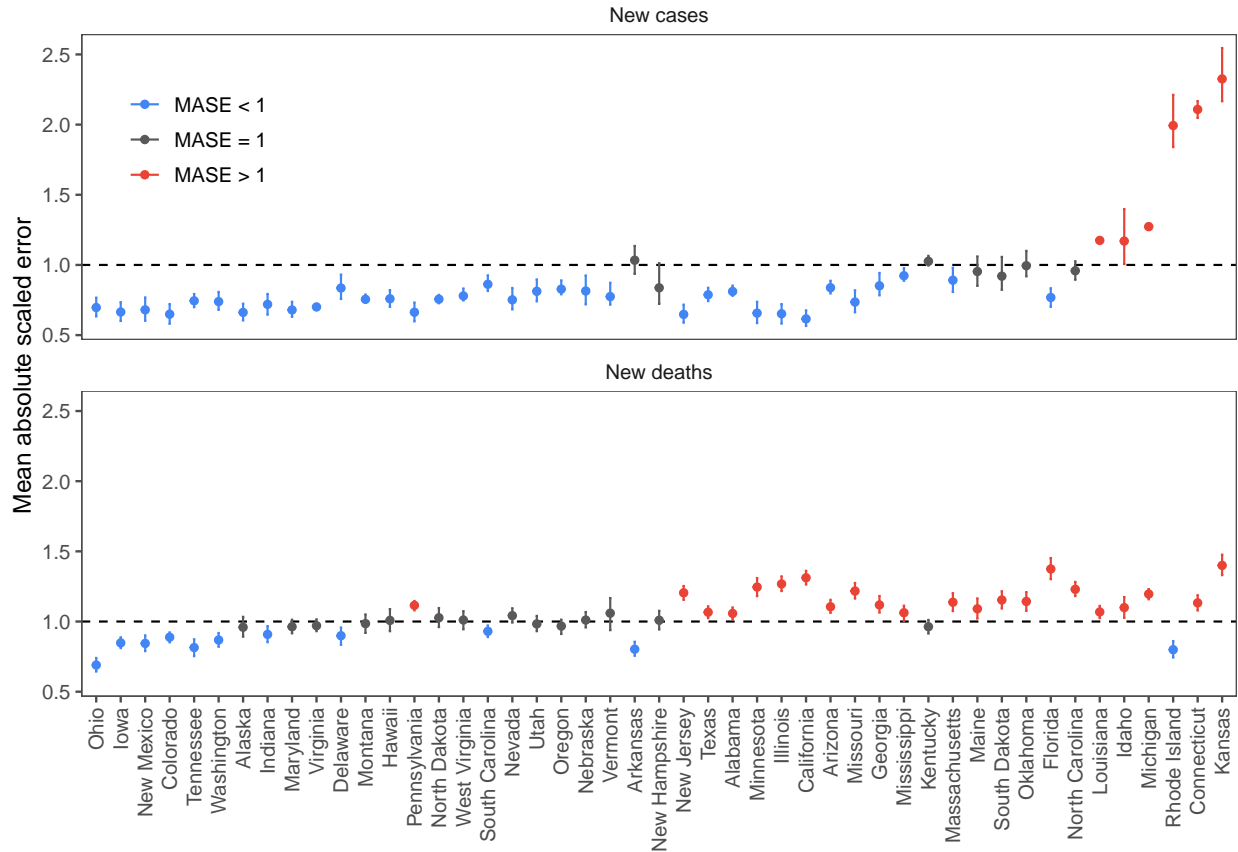 New cases
2.5
2.0
1.5
1.0
0.5
MASE < 1
MASE = 1
MASE > 1
Mean absolute scaled error
New deaths
2.5
2.0
1.5
1.0
0.5
Ohio
Iowa
New Mexico
Colorado
Tennessee
Washington
Alaska
Indiana
Maryland
Virginia
Delaware
Montana
Hawaii
Pennsylvania
North Dakota
West Virginia
South Carolina
Nevada
Utah
Oregon
Nebraska
Vermont
Arkansas
New Hampshire
New Jersey
Texas
Alabama
Minnesota
Illinois
California
Arizona
Missouri
Georgia
Mississippi
Kentucky
Massachusetts
Maine
South Dakota
Oklahoma
Florida
North Carolina
Louisiana
Idaho
Michigan
Rhode Island
Connecticut
Kansas